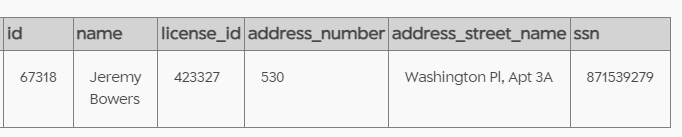 id name license_id address_number address_street_name ssn
67318 Jeremy Bowers 423327 530 Washington Pl, Apt 3A 871539279